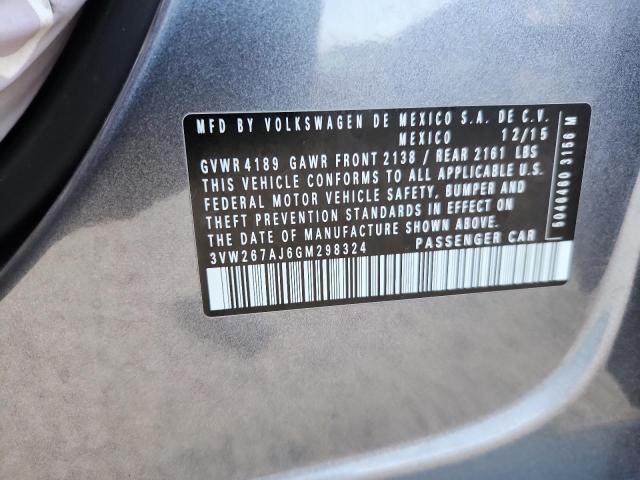 MFD BY VOLKSWAGEN DE MEXICO S.A. DE C.V.
MEXICO 12/15
GVWR 4189 GAWR FRONT 2138 / REAR 2161 LBS
THIS VEHICLE CONFORMS TO ALL APPLICABLE U.S.
FEDERAL MOTOR VEHICLE SAFETY, BUMPER AND
THEFT PREVENTION STANDARDS IN EFFECT ON
THE DATE OF MANUFACTURE SHOWN ABOVE.
3VW267AJ6GM298324 PASSENGER CAR